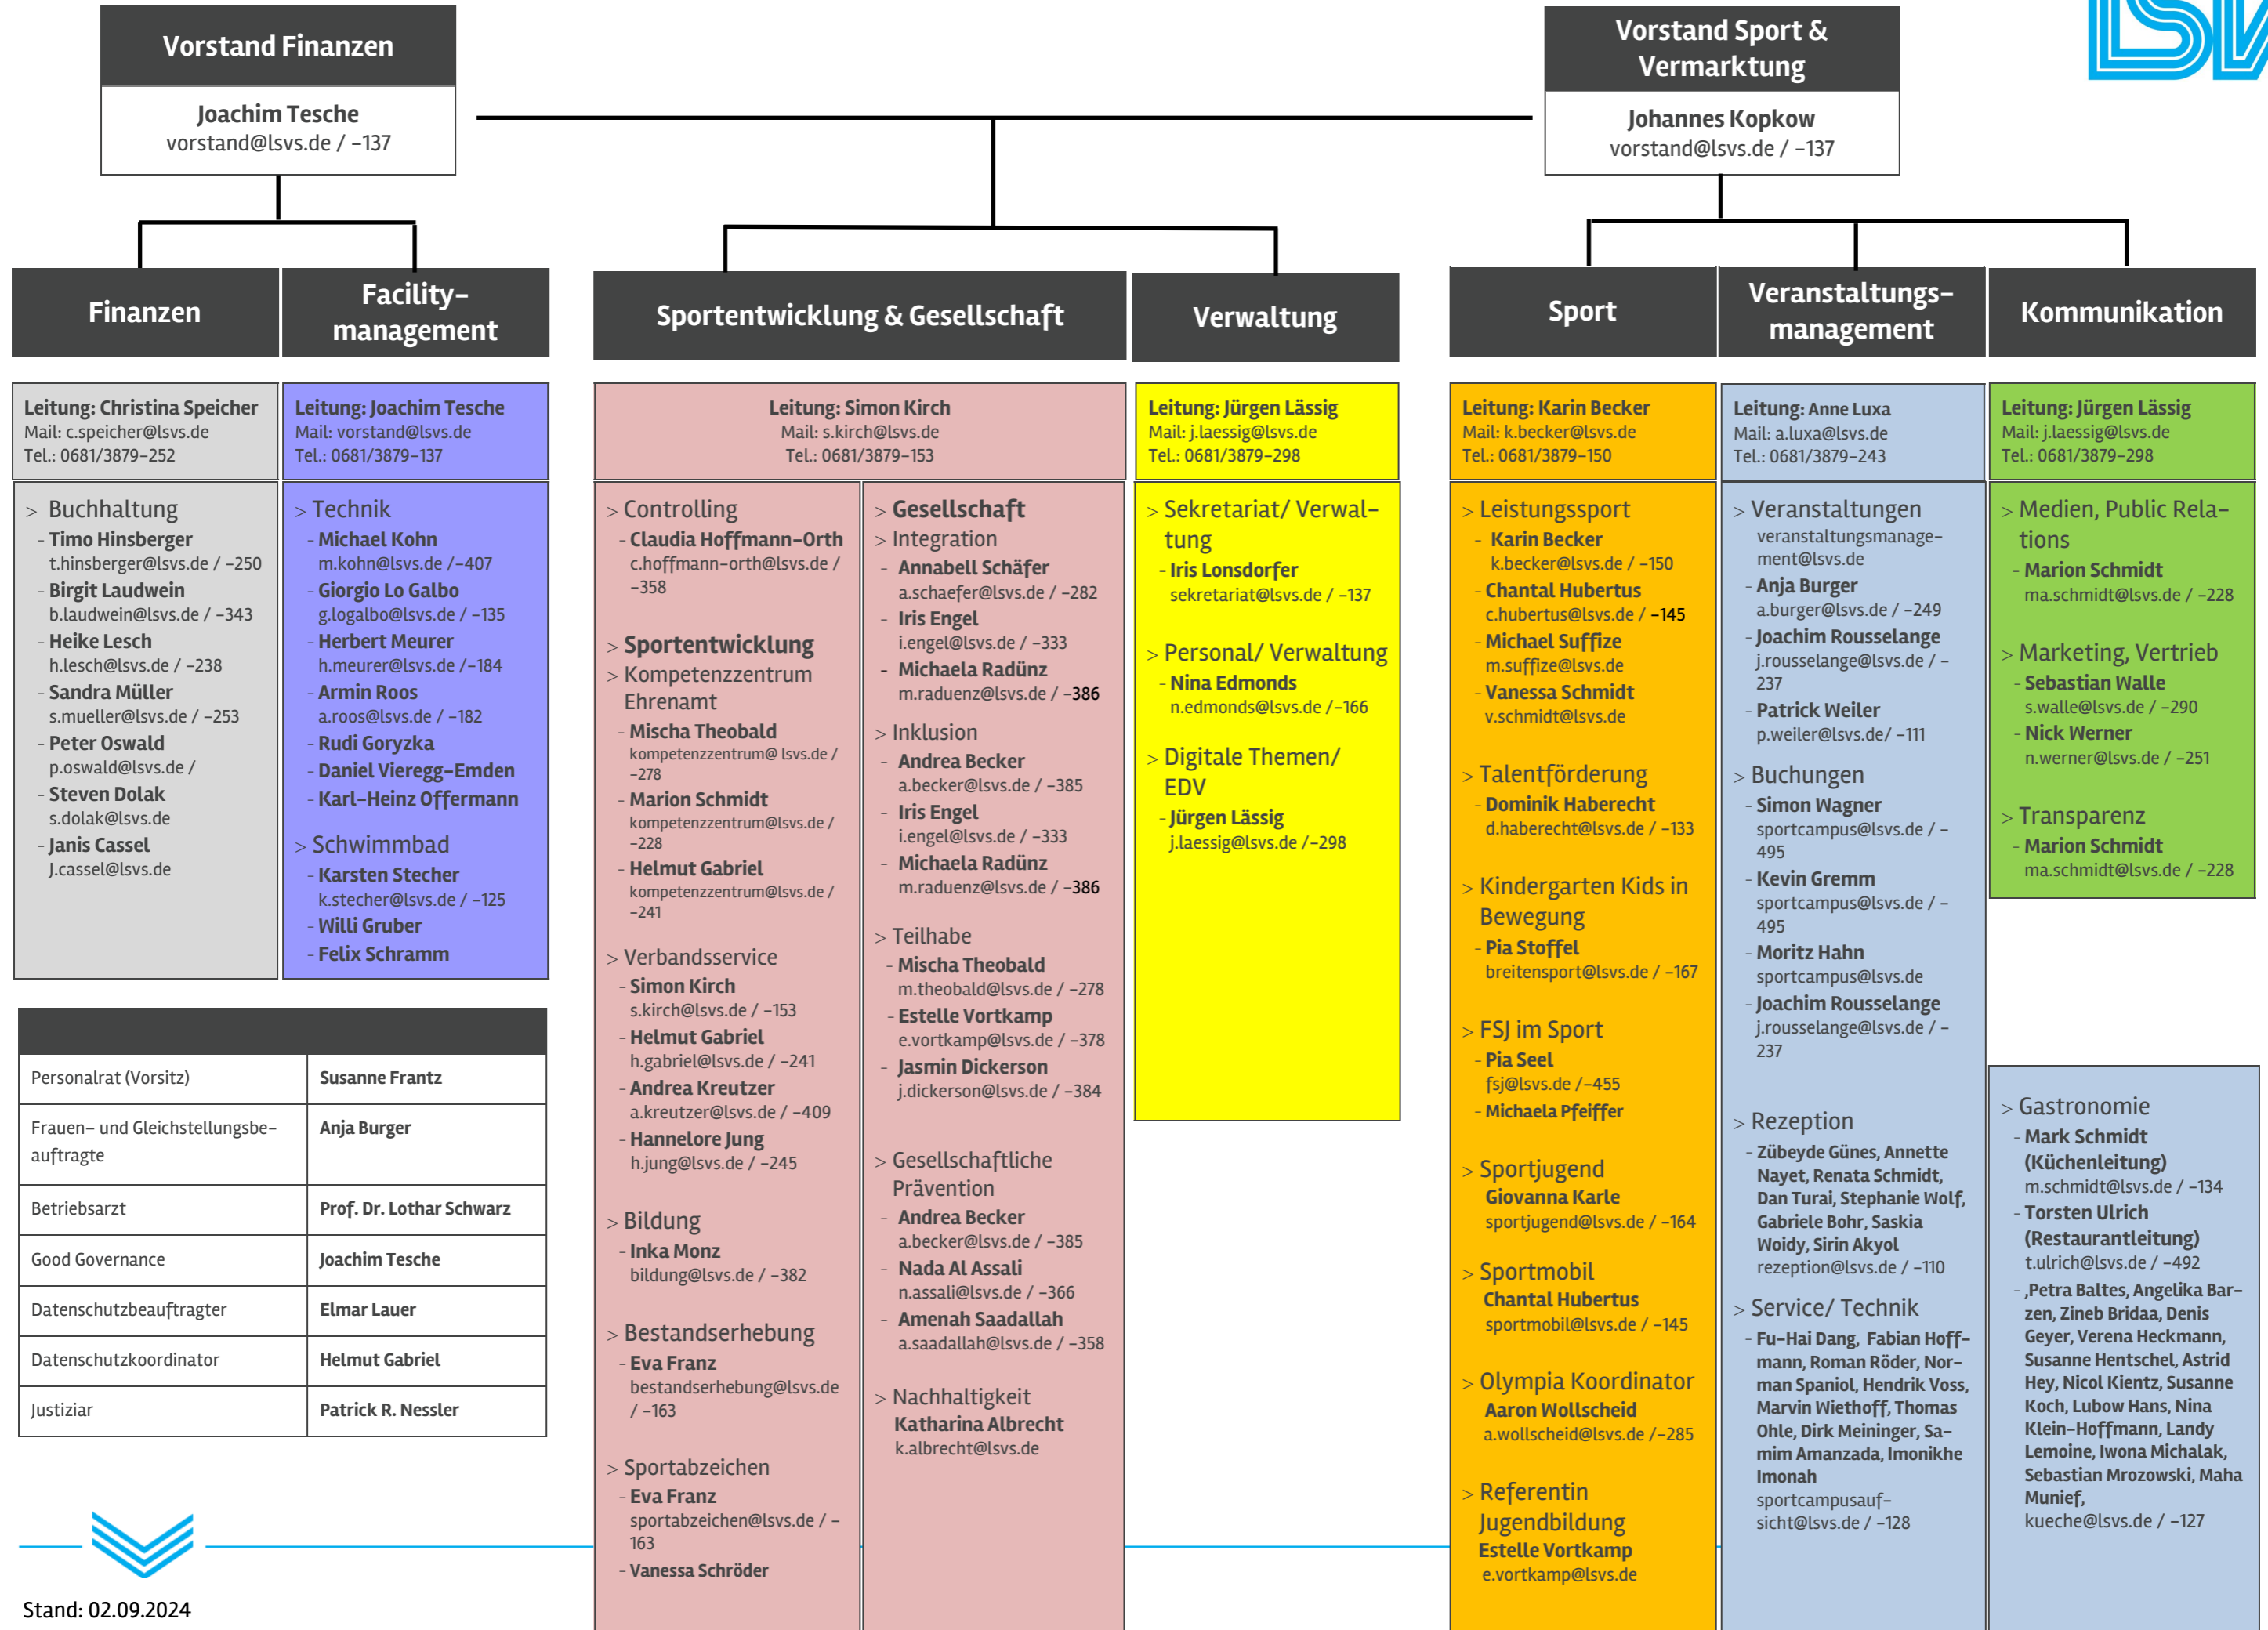 Vorstand Finanzen
Joachim Tesche
vorstand@lsvs.de / -137
Vorstand Sport &
Vermarktung
Johannes Kopkow
vorstand@lsvs.de / -137
Finanzen
Facility-
management
Sportentwicklung & Gesellschaft
Verwaltung
Sport
Veranstaltungs-
management
Kommunikation
Leitung: Christina Speicher
Mail: c.speicher@lsvs.de
Tel.: 0681/3879-252
> Buchhaltung
- Timo Hinsberger
t.hinsberger@lsvs.de / -250
- Birgit Laudwein
b.laudwein@lsvs.de / -343
- Heike Lesch
h.lesch@lsvs.de / -238
- Sandra Müller
s.mueller@lsvs.de / -253
- Peter Oswald
p.oswald@lsvs.de /
- Steven Dolak
s.dolak@lsvs.de
- Janis Cassel
J.cassel@lsvs.de
Leitung: Joachim Tesche
Mail: vorstand@lsvs.de
Tel.: 0681/3879-137
> Technik
- Michael Kohn
m.kohn@lsvs.de /-407
- Giorgio Lo Galbo
g.logalbo@lsvs.de / -135
- Herbert Meurer
h.meurer@lsvs.de /-184
- Armin Roos
a.roos@lsvs.de / -182
- Rudi Goryzka
- Daniel Vieregg-Emden
- Karl-Heinz Offermann
> Schwimmbad
- Karsten Stecher
k.stecher@lsvs.de / -125
- Willi Gruber
- Felix Schramm
Leitung: Simon Kirch
Mail: s.kirch@lsvs.de
Tel.: 0681/3879-153
> Controlling
- Claudia Hoffmann-Orth
c.hoffmann-orth@lsvs.de /
-358
> Sportentwicklung
> Kompetenzzentrum
Ehrenamt
- Mischa Theobald
kompetenzzentrum@ lsvs.de /
-278
- Marion Schmidt
kompetenzzentrum@lsvs.de /
-228
- Helmut Gabriel
kompetenzzentrum@lsvs.de /
-241
> Verbandsservice
- Simon Kirch
s.kirch@lsvs.de / -153
- Helmut Gabriel
h.gabriel@lsvs.de / -241
- Andrea Kreutzer
a.kreutzer@lsvs.de / -409
- Hannelore Jung
h.jung@lsvs.de / -245
> Bildung
- Inka Monz
bildung@lsvs.de / -382
> Bestandserhebung
- Eva Franz
bestandserhebung@lsvs.de
/ -163
> Sportabzeichen
- Eva Franz
sportabzeichen@lsvs.de / -
163
- Vanessa Schröder
> Gesellschaft
> Integration
- Annabell Schäfer
a.schaefer@lsvs.de / -282
- Iris Engel
i.engel@lsvs.de / -333
- Michaela Radünz
m.raduenz@lsvs.de / -386
> Inklusion
- Andrea Becker
a.becker@lsvs.de / -385
- Iris Engel
i.engel@lsvs.de / -333
- Michaela Radünz
m.raduenz@lsvs.de / -386
> Teilhabe
- Mischa Theobald
m.theobald@lsvs.de / -278
- Estelle Vortkamp
e.vortkamp@lsvs.de / -378
- Jasmin Dickerson
j.dickerson@lsvs.de / -384
> Gesellschaftliche
Prävention
- Andrea Becker
a.becker@lsvs.de / -385
- Nada Al Assali
n.assali@lsvs.de / -366
- Amenah Saadallah
a.saadallah@lsvs.de / -358
> Nachhaltigkeit
Katharina Albrecht
k.albrecht@lsvs.de
Leitung: Jürgen Lässig
Mail: j.laessig@lsvs.de
Tel.: 0681/3879-298
> Sekretariat/ Verwal-
tung
- Iris Lonsdorfer
sekretariat@lsvs.de / -137
> Personal/ Verwaltung
- Nina Edmonds
n.edmonds@lsvs.de /-166
> Digitale Themen/
EDV
- Jürgen Lässig
j.laessig@lsvs.de /-298
Leitung: Karin Becker
Mail: k.becker@lsvs.de
Tel.: 0681/3879-150
> Leistungssport
- Karin Becker
k.becker@lsvs.de / -150
- Chantal Hubertus
c.hubertus@lsvs.de / -145
- Michael Suffize
m.suffize@lsvs.de
- Vanessa Schmidt
v.schmidt@lsvs.de
> Talentförderung
- Dominik Haberecht
d.haberecht@lsvs.de / -133
> Kindergarten Kids in
Bewegung
- Pia Stoffel
breitensport@lsvs.de / -167
> FSJ im Sport
- Pia Seel
fsj@lsvs.de /-455
- Michaela Pfeiffer
> Sportjugend
Giovanna Karle
sportjugend@lsvs.de / -164
> Sportmobil
Chantal Hubertus
sportmobil@lsvs.de / -145
> Olympia Koordinator
Aaron Wollscheid
a.wollscheid@lsvs.de /-285
> Referentin
Jugendbildung
Estelle Vortkamp
e.vortkamp@lsvs.de
Leitung: Anne Luxa
Mail: a.luxa@lsvs.de
Tel.: 0681/3879-243
> Veranstaltungen
veranstaltungsmanage-
ment@lsvs.de
- Anja Burger
a.burger@lsvs.de / -249
- Joachim Rousselange
j.rousselange@lsvs.de / -
237
- Patrick Weiler
p.weiler@lsvs.de/ -111
> Buchungen
- Simon Wagner
sportcampus@lsvs.de / -
495
- Kevin Gremm
sportcampus@lsvs.de / -
495
- Moritz Hahn
sportcampus@lsvs.de
- Joachim Rousselange
j.rousselange@lsvs.de / -
237
> Rezeption
- Zübeyde Günes, Annette
Nayet, Renata Schmidt,
Dan Turai, Stephanie Wolf,
Gabriele Bohr, Saskia
Woidy, Sirin Akyol
rezeption@lsvs.de / -110
> Service/ Technik
- Fu-Hai Dang, Fabian Hoff-
mann, Roman Röder, Nor-
man Spaniol, Hendrik Voss,
Marvin Wiethoff, Thomas
Ohle, Dirk Meininger, Sa-
mim Amanzada, Imonikhe
Imonah
sportcampusauf-
sicht@lsvs.de / -128
Leitung: Jürgen Lässig
Mail: j.laessig@lsvs.de
Tel.: 0681/3879-298
> Medien, Public Rela-
tions
- Marion Schmidt
ma.schmidt@lsvs.de / -228
> Marketing, Vertrieb
- Sebastian Walle
s.walle@lsvs.de / -290
- Nick Werner
n.werner@lsvs.de / -251
> Transparenz
- Marion Schmidt
ma.schmidt@lsvs.de / -228
> Gastronomie
- Mark Schmidt
(Küchenleitung)
m.schmidt@lsvs.de / -134
- Torsten Ulrich
(Restaurantleitung)
t.ulrich@lsvs.de / -492
- ,Petra Baltes, Angelika Bar-
zen, Zineb Bridaa, Denis
Geyer, Verena Heckmann,
Susanne Hentschel, Astrid
Hey, Nicol Kientz, Susanne
Koch, Lubow Hans, Nina
Klein-Hoffmann, Landy
Lemoine, Iwona Michalak,
Sebastian Mrozowski, Maha
Munief,
kueche@lsvs.de / -127
Personalrat (Vorsitz) Susanne Frantz
Frauen- und Gleichstellungsbe-
auftragte Anja Burger
Betriebsarzt Prof. Dr. Lothar Schwarz
Good Governance Joachim Tesche
Datenschutzbeauftragter Elmar Lauer
Datenschutzkoordinator Helmut Gabriel
Justiziar Patrick R. Nessler
Stand: 02.09.2024